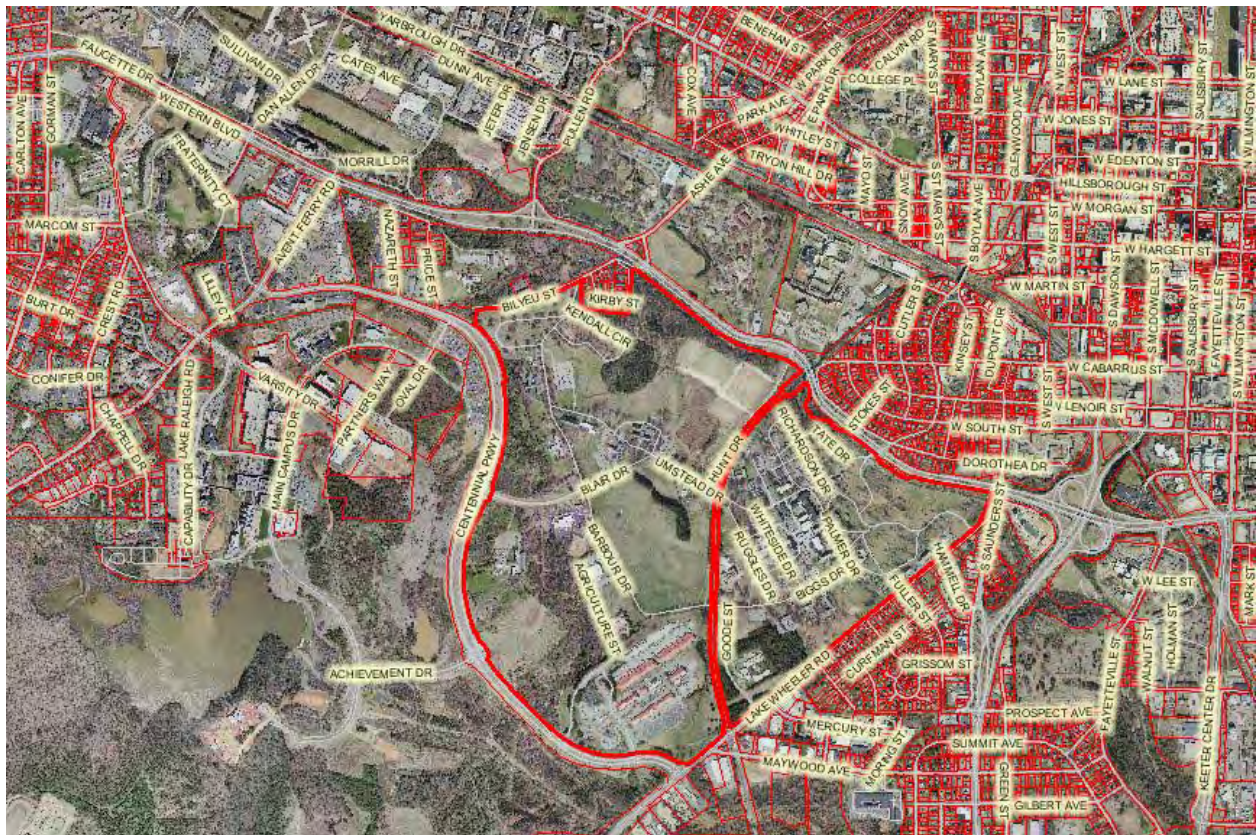 YARBROUGH DR
BENEHAN ST
CALVIN RD
ST MARYS ST
N BOYLAN AVE
N WEST ST
N SALISBURY ST
FAUCETTE DR
SULLIVAN DR
CATES AVE
DUNN AVE
COX AVE
W PARK DR
COLLEGE PL
W LANE ST
GORMAN ST
CARLTON AVE
WESTERN BLVD
DAN ALLEN DR
JETER DR
JENSEN DR
PULLEN RD
PARK AVE
E PARK DR
GLENWOOD AVE
W JONES ST
FRATERNITY CT
MORRILL DR
WHITLEY ST
TRYON HILL DR
MAYO ST
SNOW AVE
S ST MARYS ST
S BOYLAN AVE
W EDENTON ST
HILLSBOROUGH ST
W MORGAN ST
MARCOM ST
AVENT FERRY RD
NAZARETH ST
PRICE ST
ASHE AVE
S WEST ST
W HARGETT ST
LILLEY CT
CREST RD
BURT DR
BILYEU ST
KIRBY ST
KENDALL CIR
CUTLER ST
W MARTIN ST
S DAWSON ST
S MCDOWELL ST
S SALISBURY ST
FAYETTEVILLE ST
S WILMINGTON ST
KINSEY ST
DUPONT CIR
CONIFER DR
CHAPPELL DR
LAKE RALEIGH RD
VARSITY DR
PARTNERS WAY
OVAL DR
W CABARRUS ST
S WEST ST
W LENOIR ST
STOKES ST
W SOUTH ST
TATE DR
RICHARDSON DR
HUNT DR
MAIN CAMPUS DR
CAPABILITY DR
CENTENNIAL PKWY
BLAIR DR
UMSTEAD DR
DOROTHEA DR
S SAUNDERS ST
WHITESIDE DR
RUGGLES DR
PALMER DR
BARBOUR DR
AGRICULTURE ST
BIGGS DR
HAMMEL DR
FULLER ST
W LEE ST
GOODE ST
CURFMAN ST
GRISSOM ST
WALNUT ST
HOLMAN ST
ACHIEVEMENT DR
LAKE WHEELER RD
MERCURY ST
MORING ST
PROSPECT AVE
FAYETTEVILLE ST
KEETER CENTER DR
SUMMIT AVE
MAYWOOD AVE
GREEN ST
GILBERT AVE